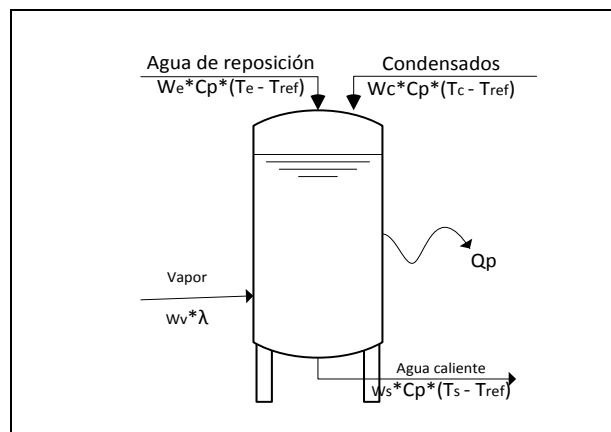 Agua de reposición
We*Cp*(Te - Tref)
Condensados
Wc*Cp*(Tc - Tref)
Vapor
Wv*λ
Qp
Agua caliente
Ws*Cp*(Ts - Tref)